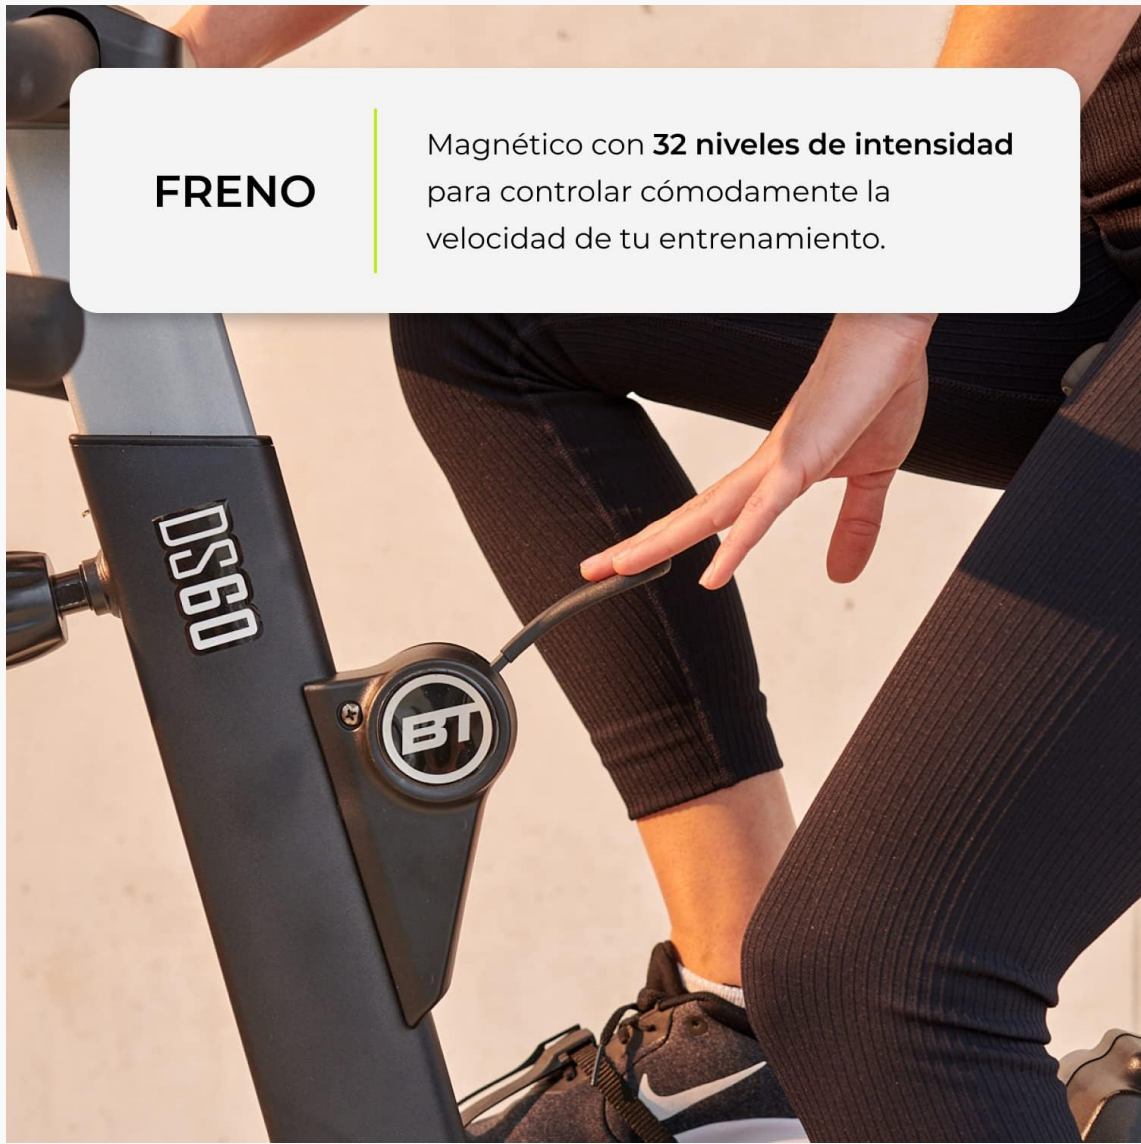 FRENO
Magnético con 32 niveles de intensidad
para controlar cómodamente la
velocidad de tu entrenamiento.
DS60
BT